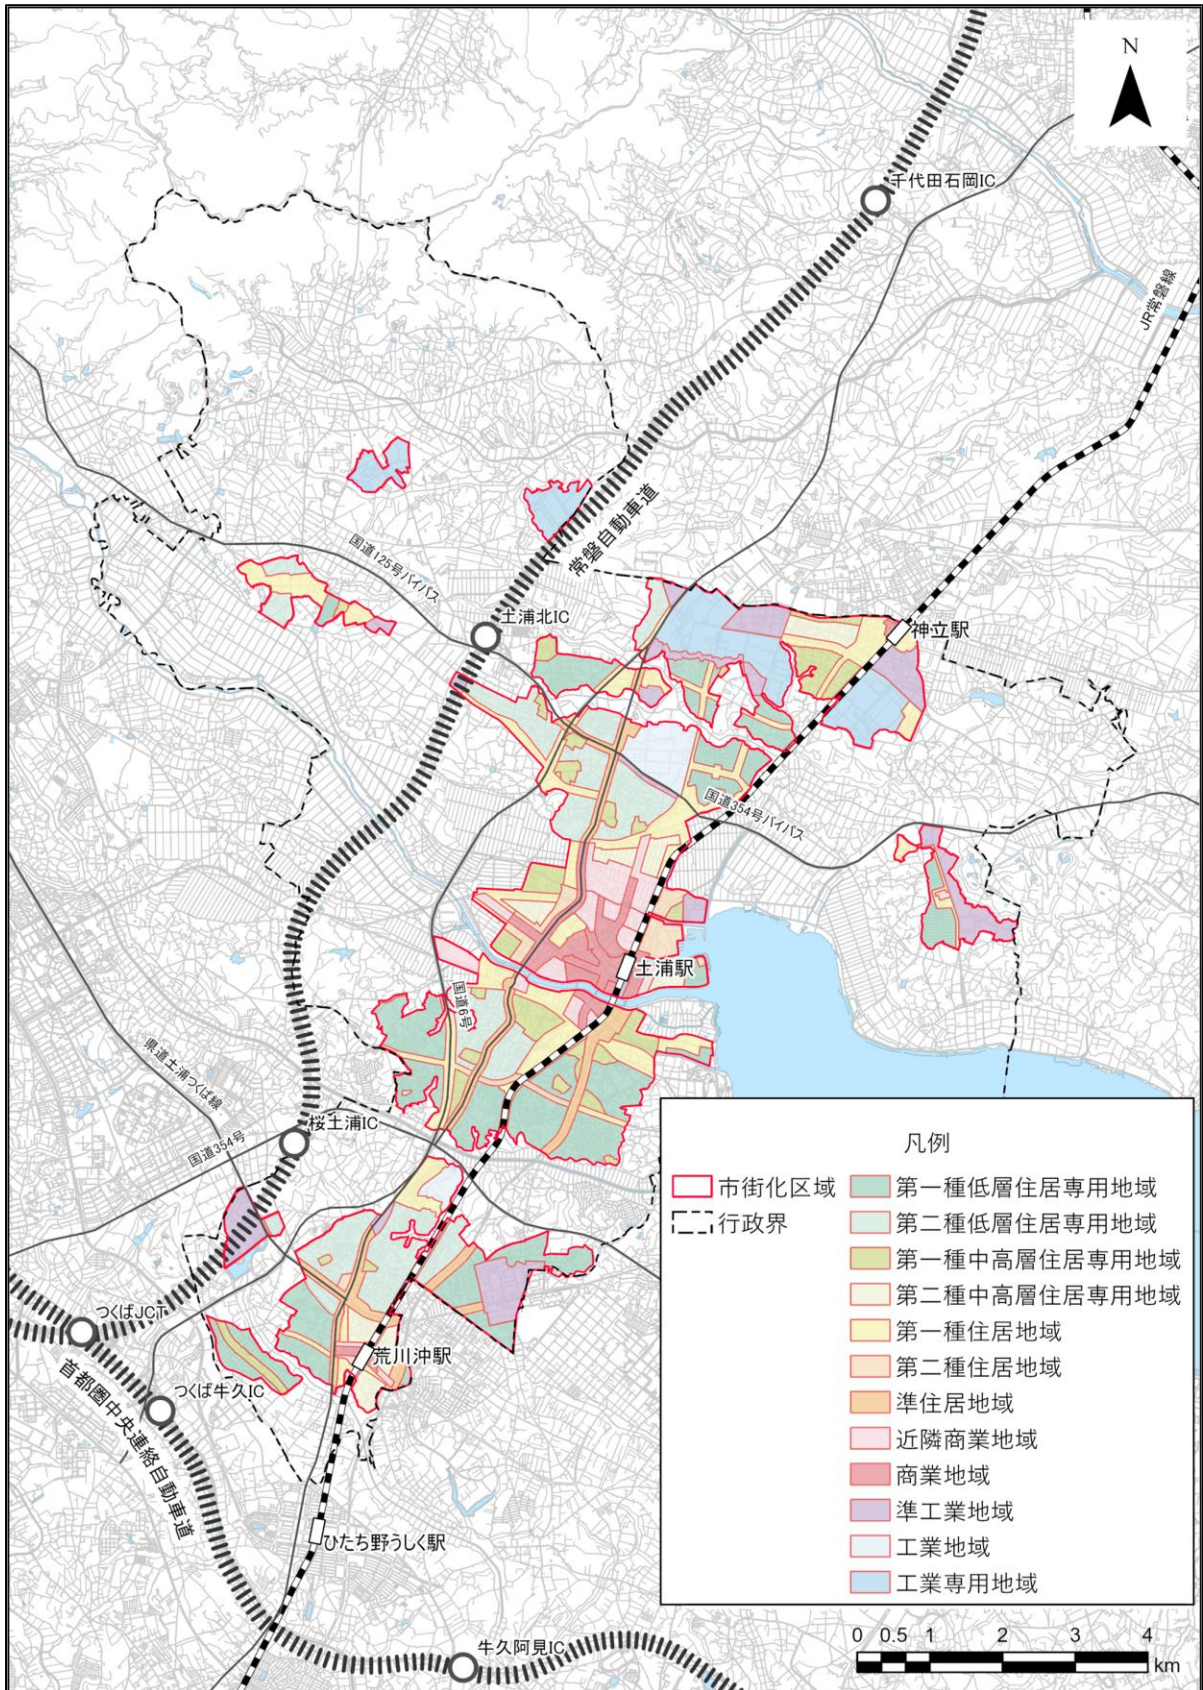 N
千代田石岡IC
JR常磐線
常磐自動車道
国道125号バイパス
土浦北IC
神立駅
国道354号バイパス
土浦駅
国道6号
県道土浦つくば線
桜土浦IC
国道354号
つくばJCT
荒川沖駅
つくば牛久IC
首都圏中央連絡自動車道
ひたち野うしく駅
牛久阿見IC
凡例
市街化区域
行政界
第一種低層住居専用地域
第二種低層住居専用地域
第一種中高層住居専用地域
第二種中高層住居専用地域
第一種住居地域
第二種住居地域
準住居地域
近隣商業地域
商業地域
準工業地域
工業地域
工業専用地域
0 0.5 1 2 3 4
km